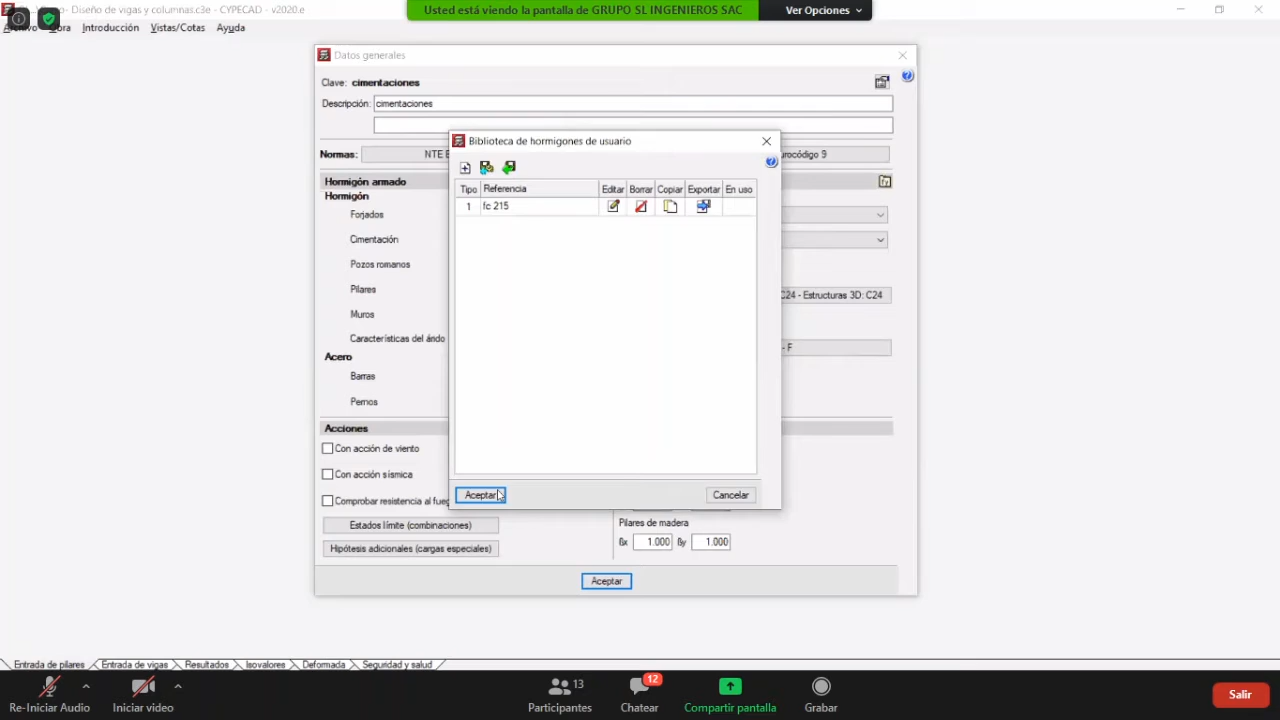 Diseño de vigas y columnas.c3e - CYPECAD - v2020.e
Usted está viendo la pantalla de GRUPO SL INGENIEROS SAC
Ver Opciones
Introducción
Vistas/Cotas
Ayuda
Datos generales
Clave: cimentaciones
Descripción: cimentaciones
Normas: NTE
Hormigón armado
Hormigón
Forjados
Cimentación
Pozos romanos
Pilares
Muros
Características del árido
Acero
Barras
Pernos
C24 - Estructuras 3D: C24
- F
Biblioteca de hormigones de usuario
Tipo Referencia Editar Borrar Copiar Exportar En uso
1 fc 215
Aceptar
Cancelar
Acciones
Con acción de viento
Con acción sísmica
Comprobar resistencia al
Estados límite (combinaciones)
Hipótesis adicionales (cargas especiales)
Pilares de madera
ßx 1.000 ßy 1.000
Aceptar
Entrada de pilares
Entrada de vigas
Resultados
Isovalores
Deformada
Seguridad y salud
Re-Iniciar Audio
Iniciar video
13
Participantes
12
Chatear
Compartir pantalla
Grabar
Salir